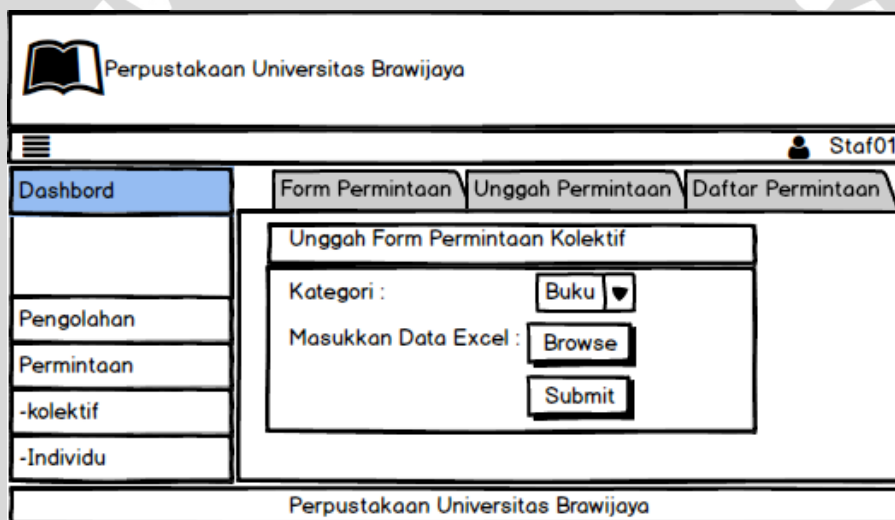 Perpustakaan Universitas Brawijaya
Staf01
Dashbord
Form Permintaan
Unggah Permintaan
Daftar Permintaan
Unggah Form Permintaan Kolektif
Kategori :
Buku
Masukkan Data Excel :
Browse
Submit
Pengolahan
Permintaan
-kolektif
-Individu
Perpustakaan Universitas Brawijaya